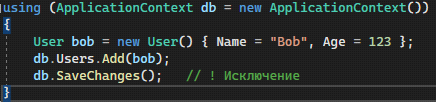 using (ApplicationContext db = new ApplicationContext())
{
    User bob = new User() { Name = "Bob", Age = 123 };
    db.Users.Add(bob);
    db.SaveChanges();   // ! Исключение
}